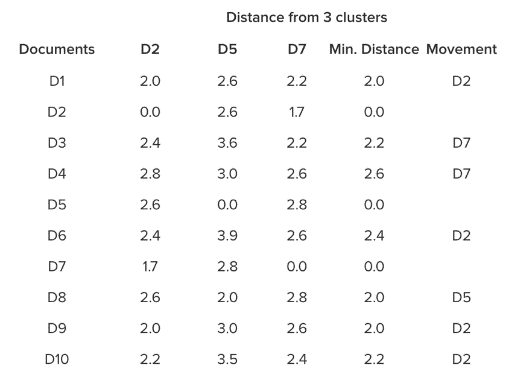 Distance from 3 clusters
Documents D2 D5 D7 Min. Distance Movement
D1 2.0 2.6 2.2 2.0 D2
D2 0.0 2.6 1.7 0.0
D3 2.4 3.6 2.2 2.2 D7
D4 2.8 3.0 2.6 2.6 D7
D5 2.6 0.0 2.8 0.0
D6 2.4 3.9 2.6 2.4 D2
D7 1.7 2.8 0.0 0.0
D8 2.6 2.0 2.8 2.0 D5
D9 2.0 3.0 2.6 2.0 D2
D10 2.2 3.5 2.4 2.2 D2